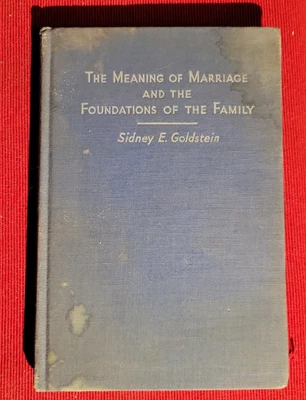 The Meaning of Marriage
and the
Foundations of the Family
Sidney E. Goldstein